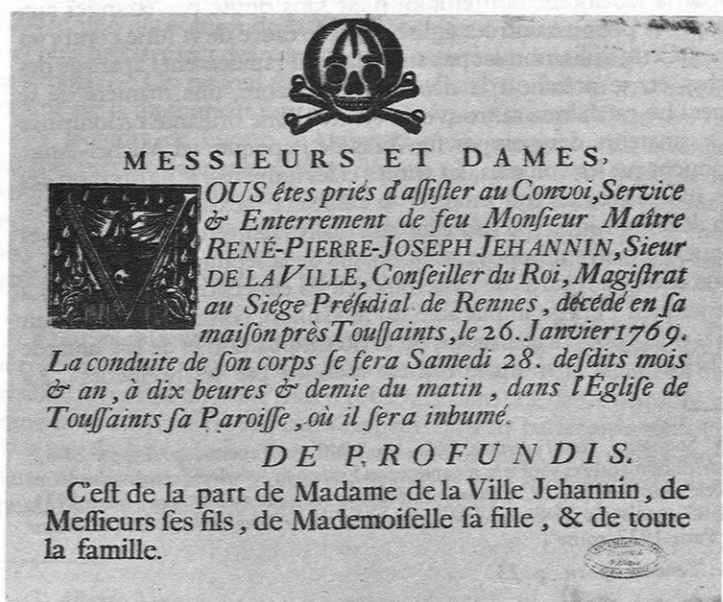 MESSIEURS ET DAMES,
VOUS êtes priés d'aſſiſter au Convoi, Service
& Enterrement de feu Monſieur Maître
RENÉ-PIERRE-JOSEPH JEHANNIN, Sieur
DE LA VILLE, Conſeiller du Roi, Magiſtrat
au Siége Préſidial de Rennes, décédé en ſa
maiſon près Touſſaints, le 26. Janvier 1769.
La conduite de ſon corps ſe fera Samedi 28. deſdits mois
& an, à dix heures & demie du matin, dans l'Égliſe de
Touſſaints ſa Paroiſſe, où il ſera inhumé.
DE PROFUNDIS.
C'eſt de la part de Madame de la Ville Jehannin, de
Meſſieurs ſes fils, de Mademoiſelle ſa fille, & de toute
la famille.